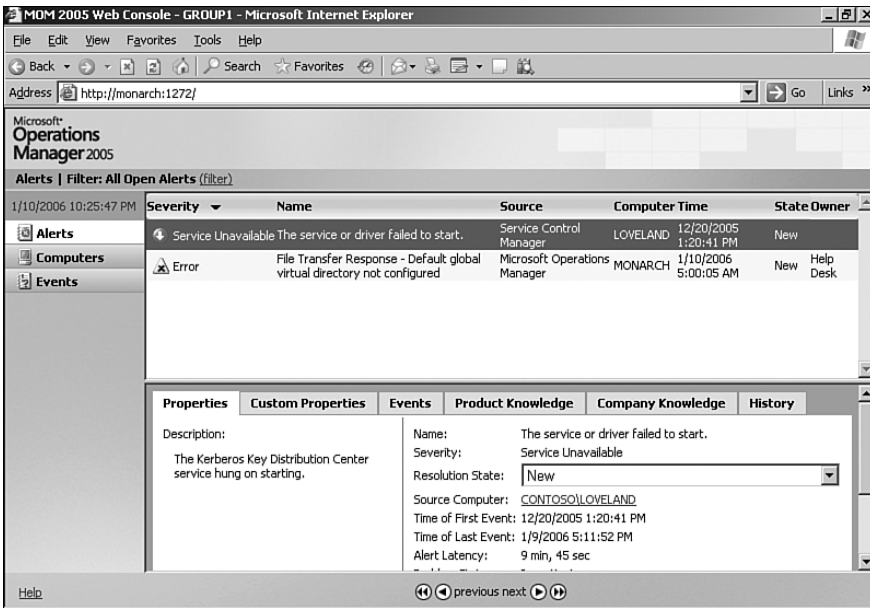 MOM 2005 Web Console - GROUP1 - Microsoft Internet Explorer
File Edit View Favorites Tools Help
Back Search Favorites
Address http://monarch:1272/ Go Links »
Microsoft®
Operations
Manager 2005
Alerts | Filter: All Open Alerts (filter)
1/10/2006 10:25:47 PM
Alerts
Computers
Events
Severity Name Source Computer Time State Owner
Service Unavailable The service or driver failed to start. Service Control Manager LOVELAND 12/20/2005 1:20:41 PM New
Error File Transfer Response - Default global virtual directory not configured Microsoft Operations Manager MONARCH 1/10/2006 5:00:05 AM New Help Desk
Properties Custom Properties Events Product Knowledge Company Knowledge History
Description:
The Kerberos Key Distribution Center
service hung on starting.
Name: The service or driver failed to start.
Severity: Service Unavailable
Resolution State: New
Source Computer: CONTOSO\LOVELAND
Time of First Event: 12/20/2005 1:20:41 PM
Time of Last Event: 1/9/2006 5:11:52 PM
Alert Latency: 9 min, 45 sec
Help
previous next